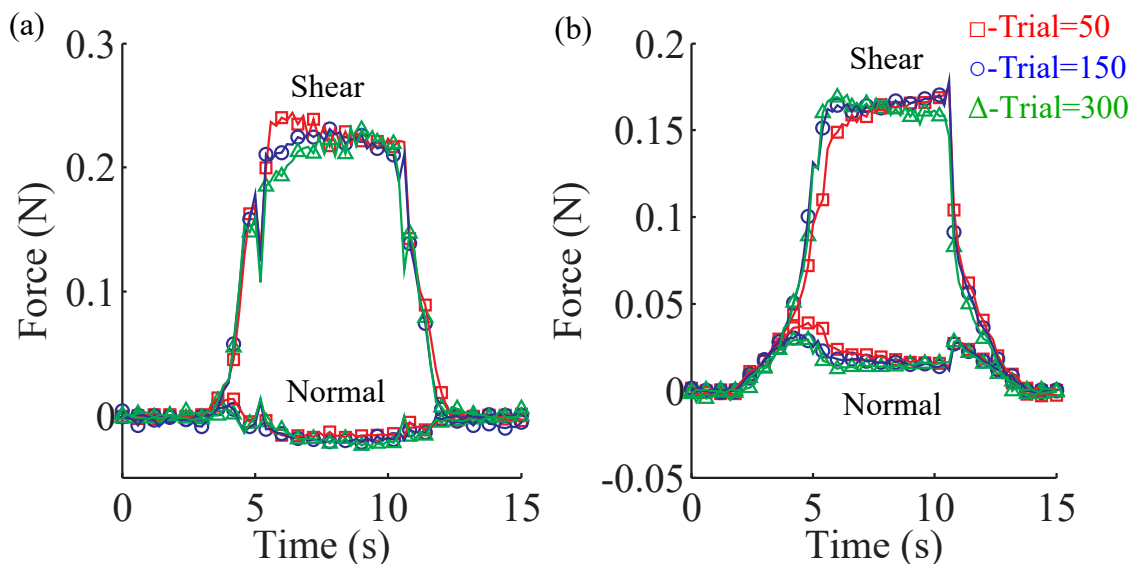 (a)
0.3
0.2
0.1
0
Force (N)
Shear
Normal
0
5
10
15
Time (s)
(b)
0.2
0.15
0.1
0.05
0
-0.05
Force (N)
Shear
Normal
0
5
10
15
Time (s)
□-Trial=50
○-Trial=150
Δ-Trial=300